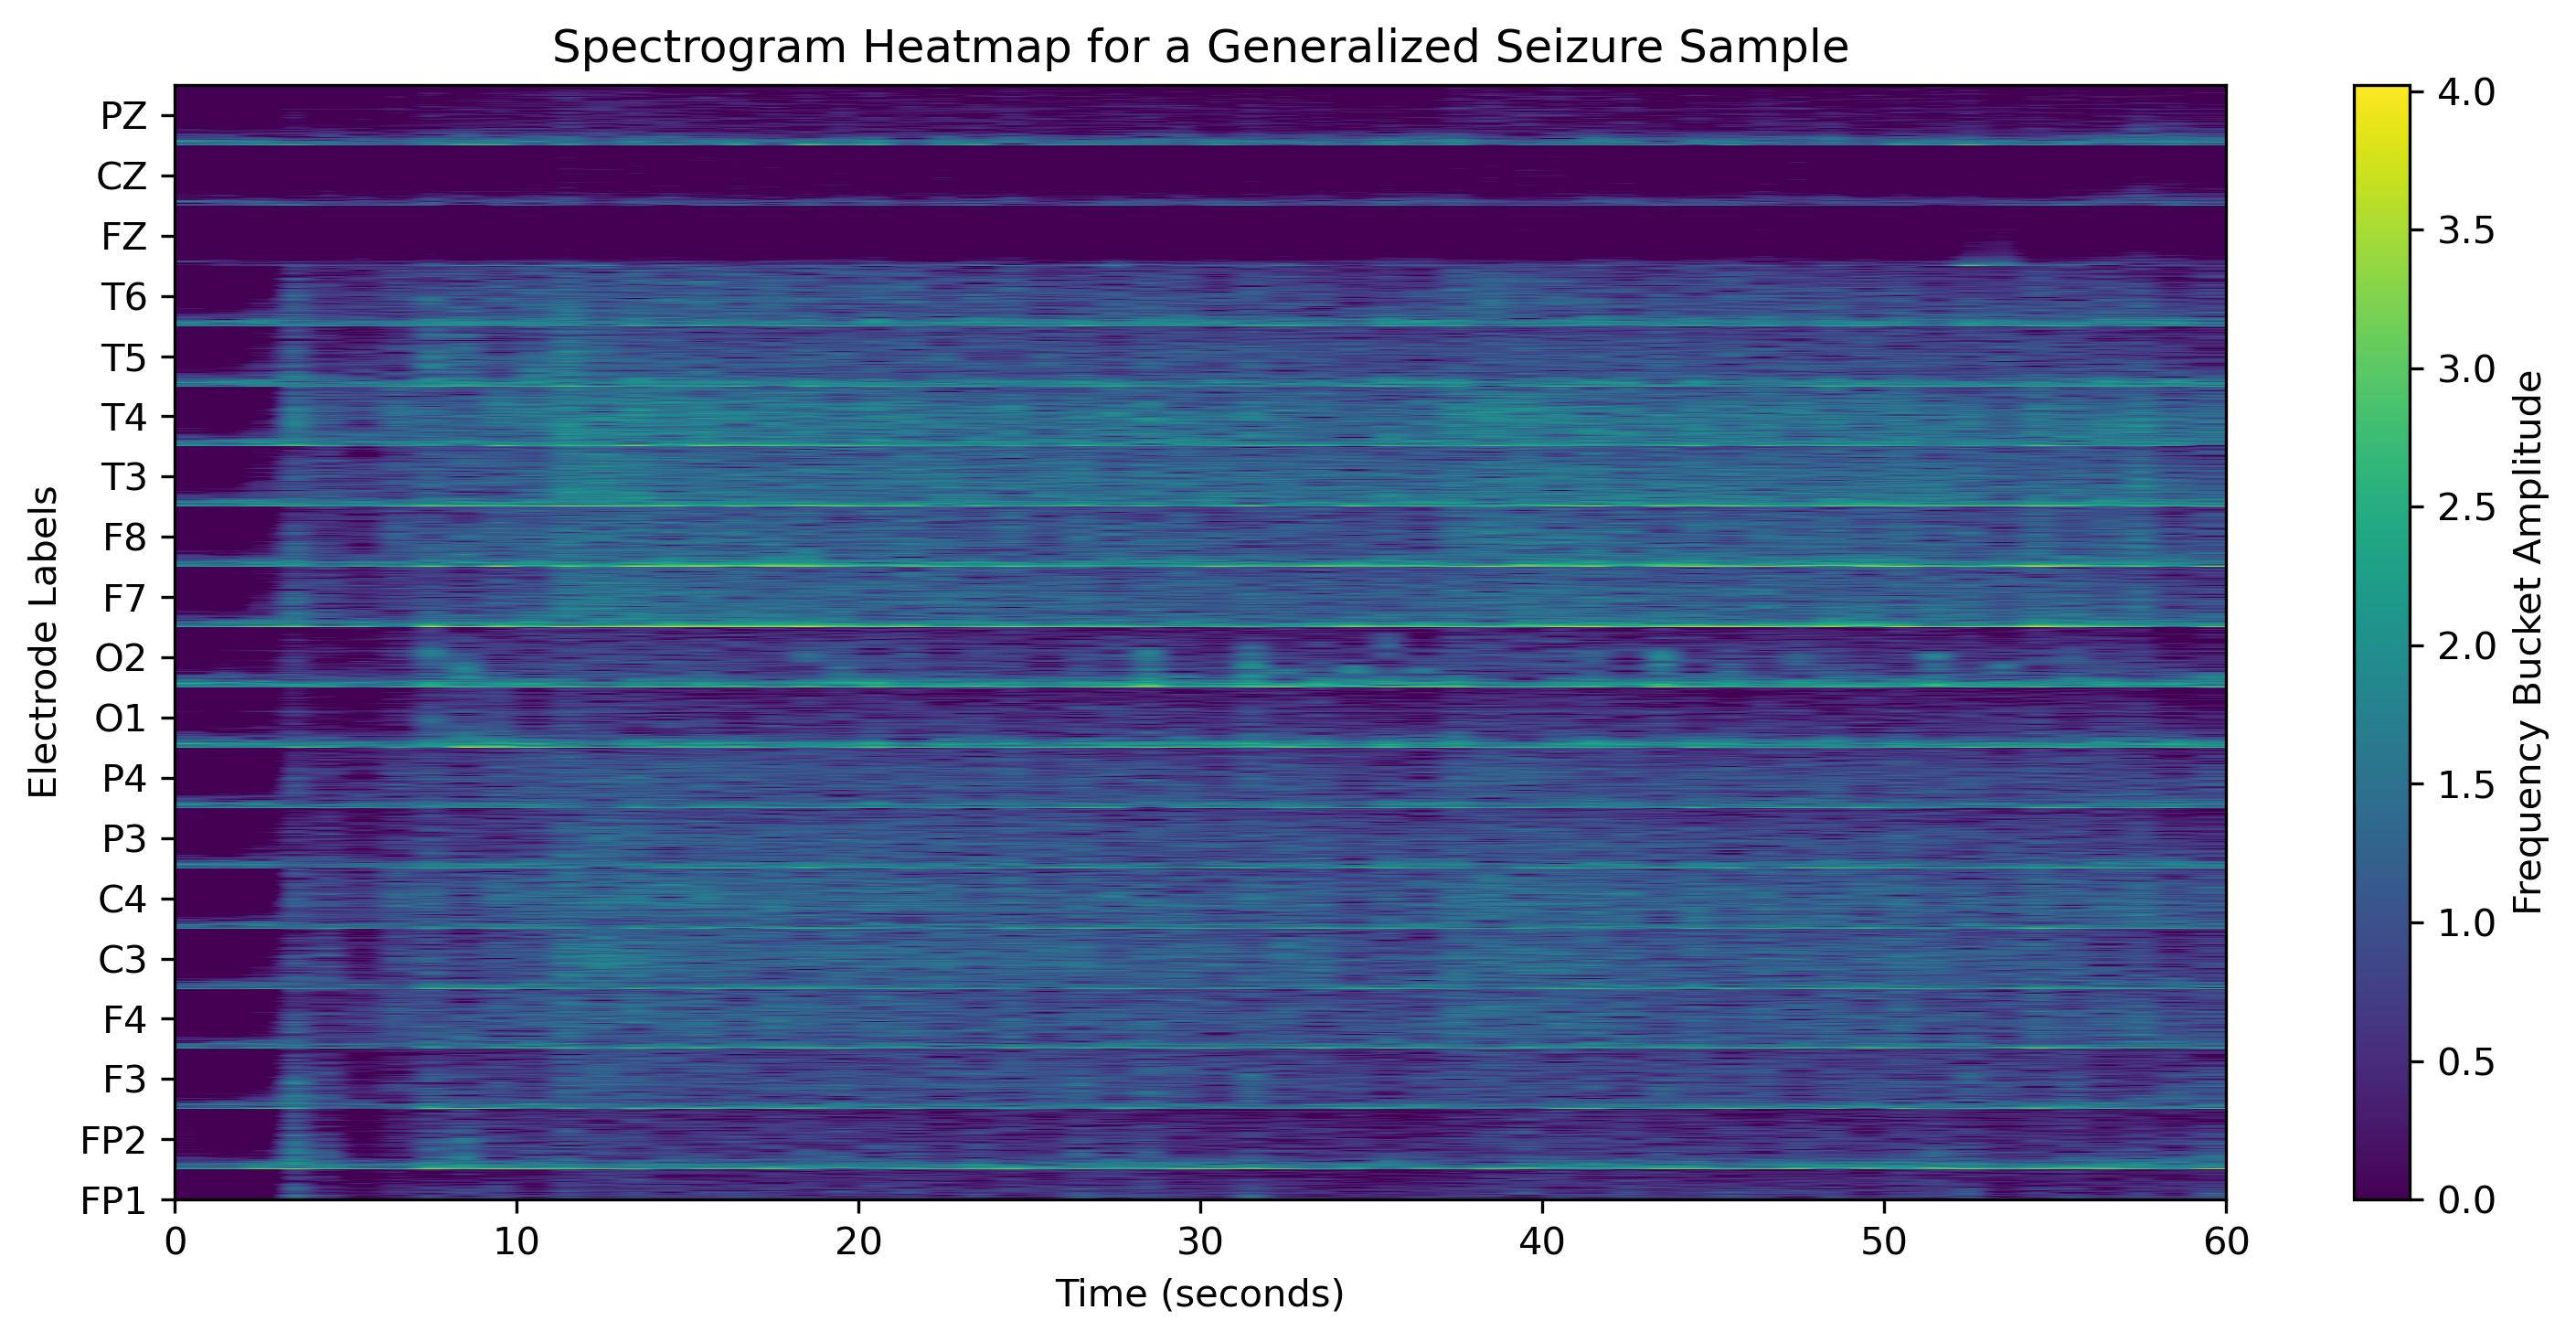 Spectrogram Heatmap for a Generalized Seizure Sample
Electrode Labels
PZ
CZ
FZ
T6
T5
T4
T3
F8
F7
O2
O1
P4
P3
C4
C3
F4
F3
FP2
FP1
0
10
20
30
40
50
60
Time (seconds)
4.0
3.5
3.0
2.5
2.0
1.5
1.0
0.5
0.0
Frequency Bucket Amplitude